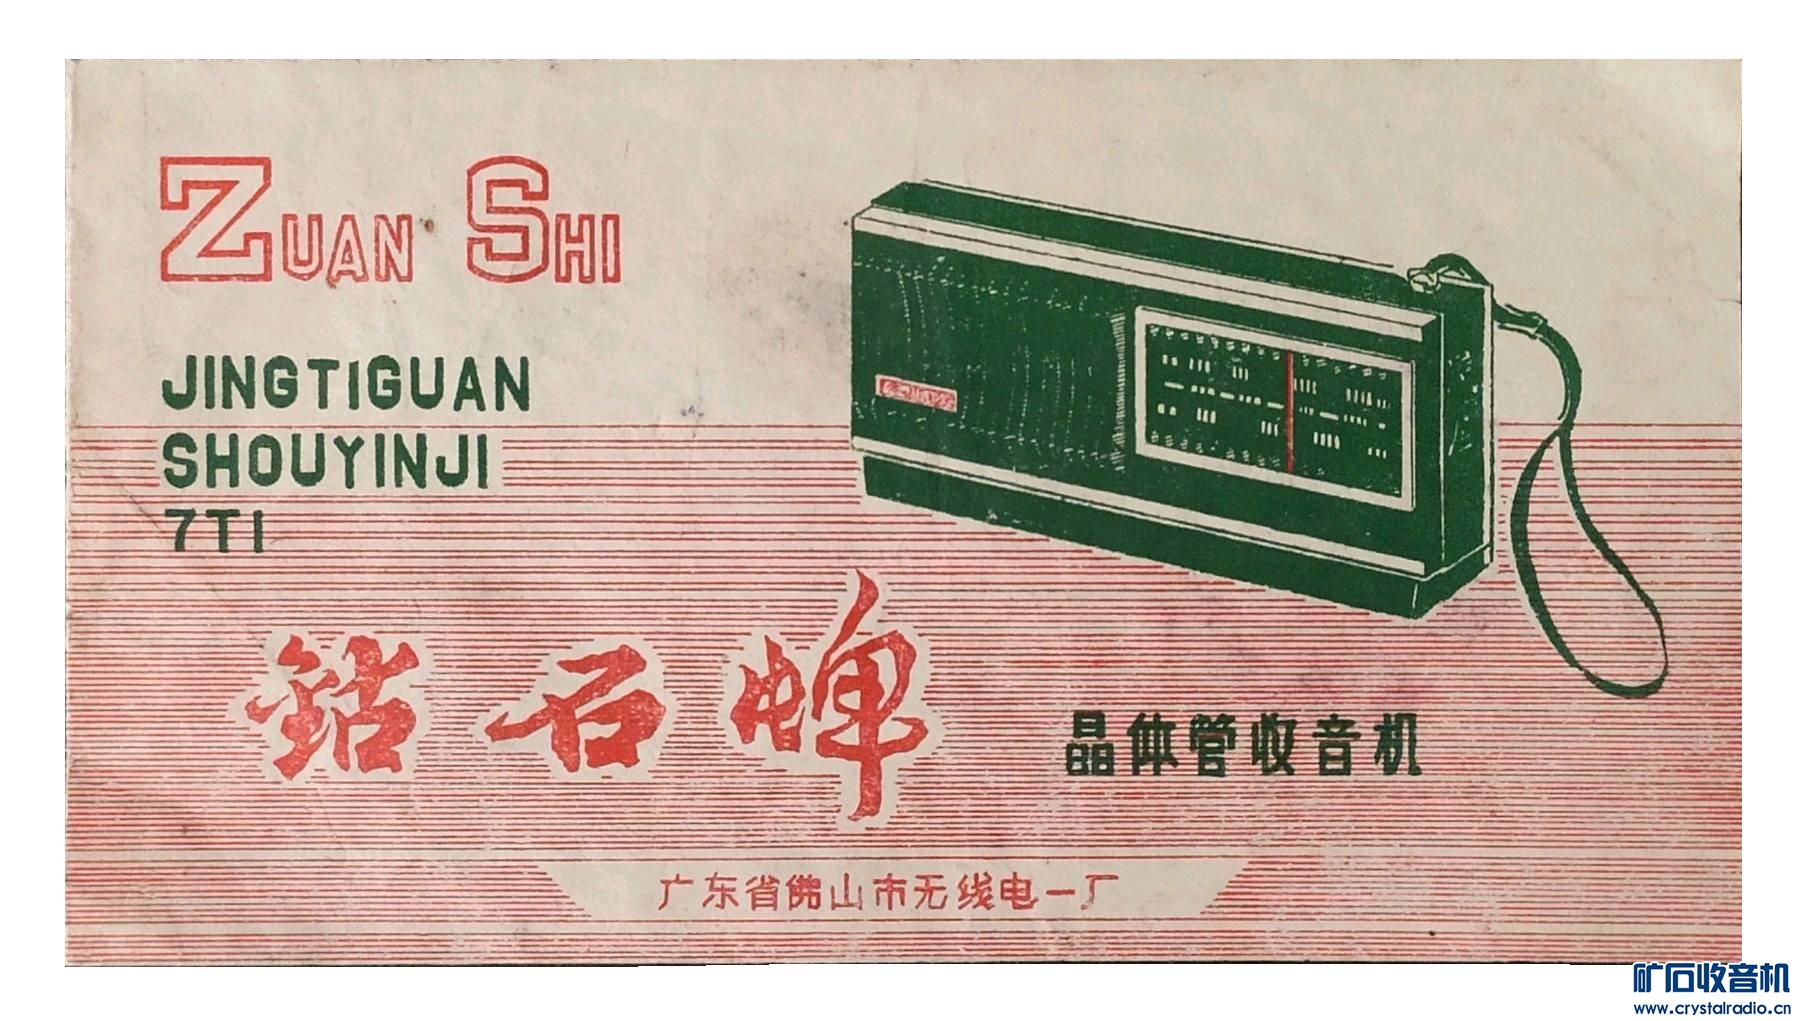 ZUAN SHI
JINGTIGUAN
SHOUYINJI
7T1
鈷石牌
晶体管收音机
广东省佛山市无线电一厂
矿石收音机
www.crystalradio.cn